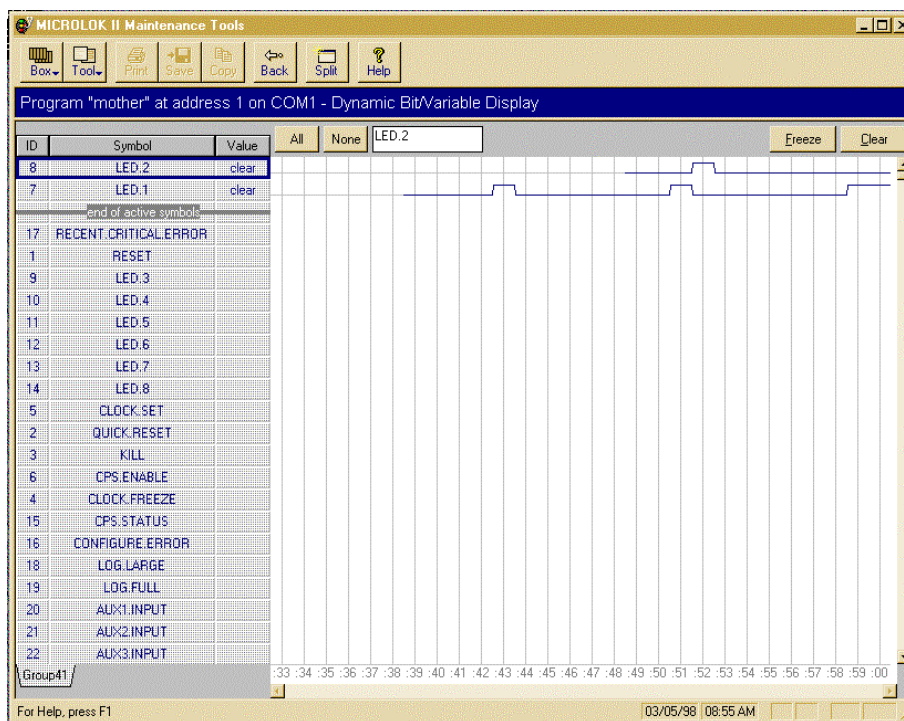 MICROLOK II Maintenance Tools
Box Tool Print Save Copy Back Split Help
Program "mother" at address 1 on COM1 - Dynamic Bit/Variable Display
ID Symbol Value All None LED.2 Freeze Clear
8 LED.2 clear
7 LED.1 clear
end of active symbols
17 RECENT.CRITICAL.ERROR
1 RESET
9 LED.3
10 LED.4
11 LED.5
12 LED.6
13 LED.7
14 LED.8
5 CLOCK.SET
2 QUICK.RESET
3 KILL
6 CPS.ENABLE
4 CLOCK.FREEZE
15 CPS.STATUS
16 CONFIGURE.ERROR
18 LOG.LARGE
19 LOG.FULL
20 AUX1.INPUT
21 AUX2.INPUT
22 AUX3.INPUT
Group41 :33 :34 :35 :36 :37 :38 :39 :40 :41 :42 :43 :44 :45 :46 :47 :48 :49 :50 :51 :52 :53 :54 :55 :56 :57 :58 :59 :00
For Help, press F1 03/05/98 08:55 AM